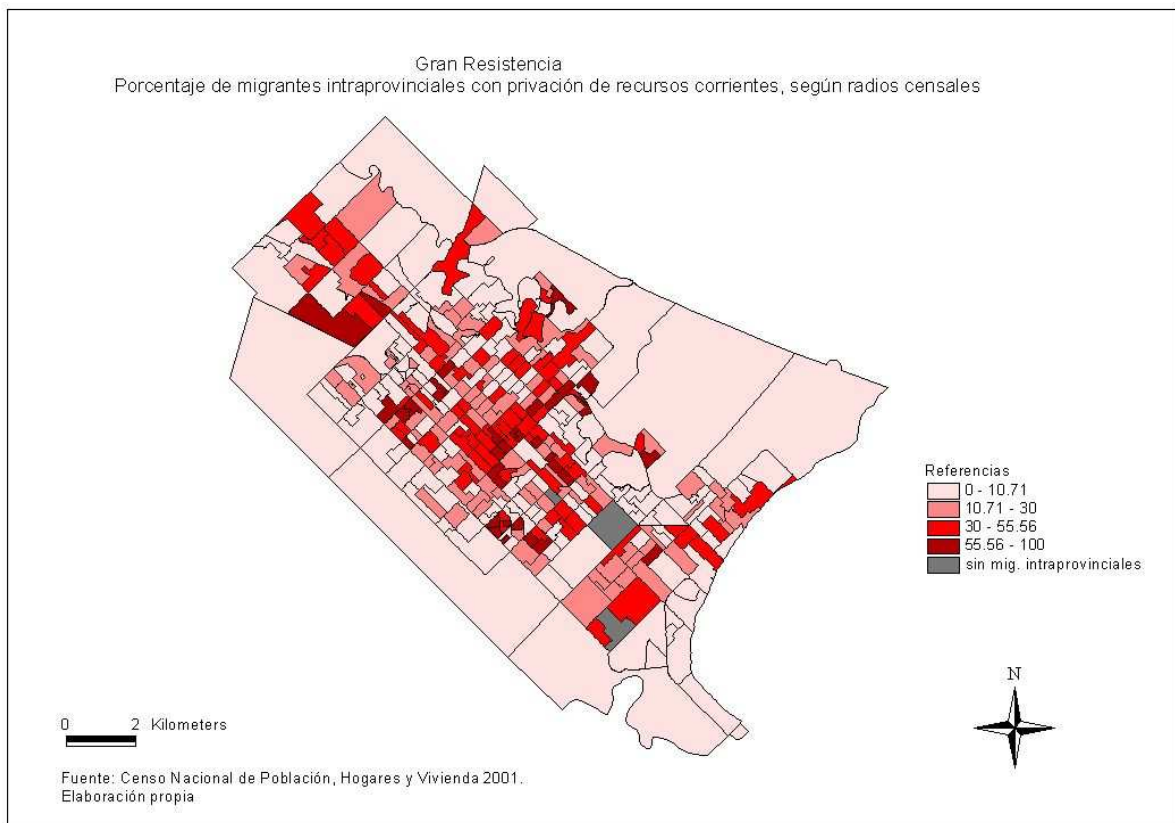 Gran Resistencia
Porcentaje de migrantes intraprovinciales con privación de recursos corrientes, según radios censales
Referencias
0 - 10.71
10.71 - 30
30 - 55.56
55.56 - 100
sin mig. intraprovinciales
N
0 2 Kilometers
Fuente: Censo Nacional de Población, Hogares y Vivienda 2001.
Elaboración propia